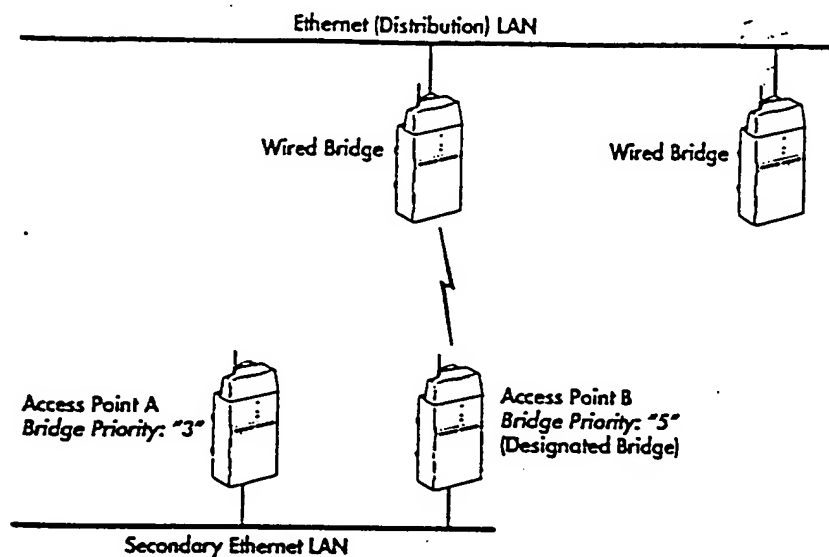 Ethernet (Distribution) LAN
Wired Bridge
Wired Bridge
Access Point A
Bridge Priority: "3"
Access Point B
Bridge Priority: "5"
(Designated Bridge)
Secondary Ethernet LAN